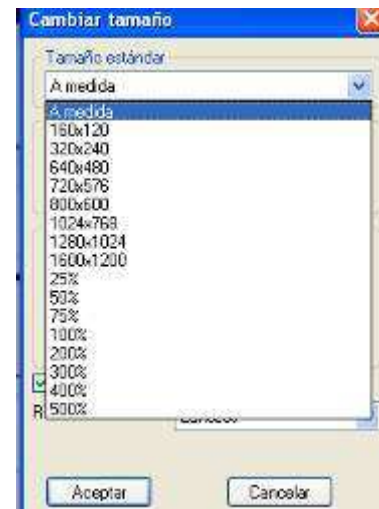 Cambiar tamaño
Tamaño estándar
A medida
A medida
160x120
320x240
640x480
720x576
800x600
1024x768
1280x1024
1600x1200
25%
50%
75%
100%
200%
300%
400%
500%
R
Aceptar
Cancelar